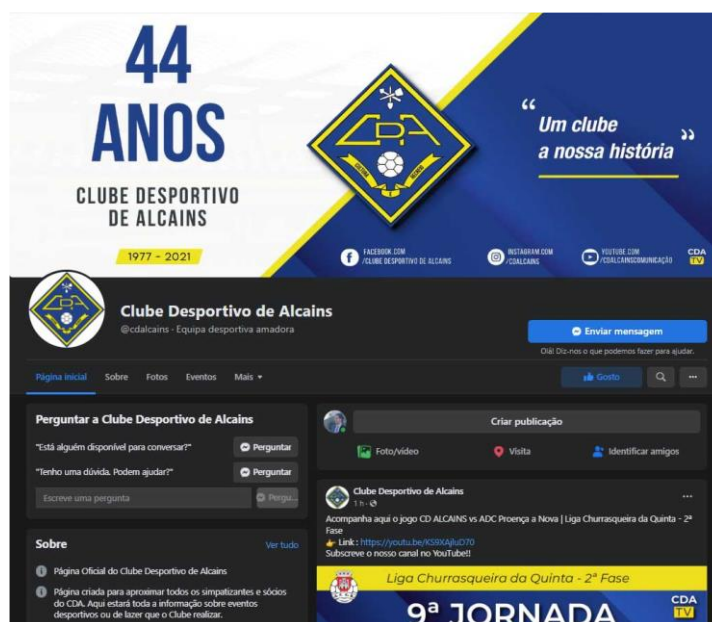 44
ANOS
CLUBE DESPORTIVO
DE ALCAINS
1977 - 2021
CDA
CULTURA
RECREIO
“
Um clube
a nossa história
”
FACEBOOK.COM
/CLUBE DESPORTIVO DE ALCAINS
INSTAGRAM.COM
/CDALCAINS
YOUTUBE.COM
/CDALCAINSCOMUNICAÇÃO
CDA
TV
Clube Desportivo de Alcains
@cdalcains · Equipa desportiva amadora
Enviar mensagem
Olá! Diz-nos o que podemos fazer para ajudar.
Página inicial
Sobre
Fotos
Eventos
Mais
Gosto
Perguntar a Clube Desportivo de Alcains
"Está alguém disponível para conversar?"
Perguntar
"Tenho uma dúvida. Podem ajudar?"
Perguntar
Escreve uma pergunta
Pergu...
Sobre
Ver tudo
Página Oficial do Clube Desportivo de Alcains
Página criada para aproximar todos os simpatizantes e sócios
do CDA. Aqui estará toda a informação sobre eventos
desportivos ou de lazer que o Clube realizar.
Criar publicação
Foto/vídeo
Visita
Identificar amigos
Clube Desportivo de Alcains
1 h ·
Acompanha aqui o jogo CD ALCAINS vs ADC Proença a Nova | Liga Churrasqueira da Quinta - 2ª
Fase
Link : https://youtu.be/KS9XAjluD70
Subscreve o nosso canal no YouTube!!
Liga Churrasqueira da Quinta - 2ª Fase
9ª JORNADA
CDA
TV